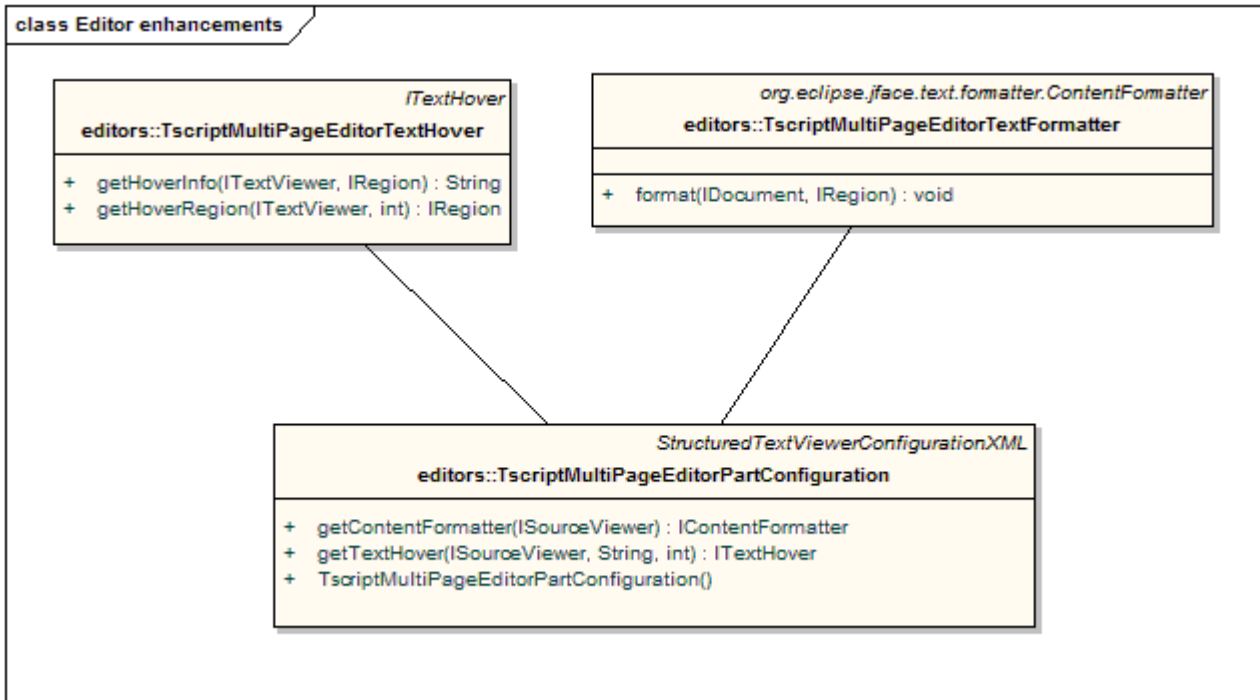 class Editor enhancements
ITextHover
editors::TscriptMultiPageEditorTextHover
+ getHoverInfo(ITextViewer, IRegion) : String
+ getHoverRegion(ITextViewer, int) : IRegion
org.eclipse.jface.text.formatter.ContentFormatter
editors::TscriptMultiPageEditorTextFormatter
+ format(IDocument, IRegion) : void
StructuredTextViewerConfigurationXML
editors::TscriptMultiPageEditorPartConfiguration
+ getContentFormatter(ISourceViewer) : IContentFormatter
+ getTextHover(ISourceViewer, String, int) : ITextHover
+ TscriptMultiPageEditorPartConfiguration()